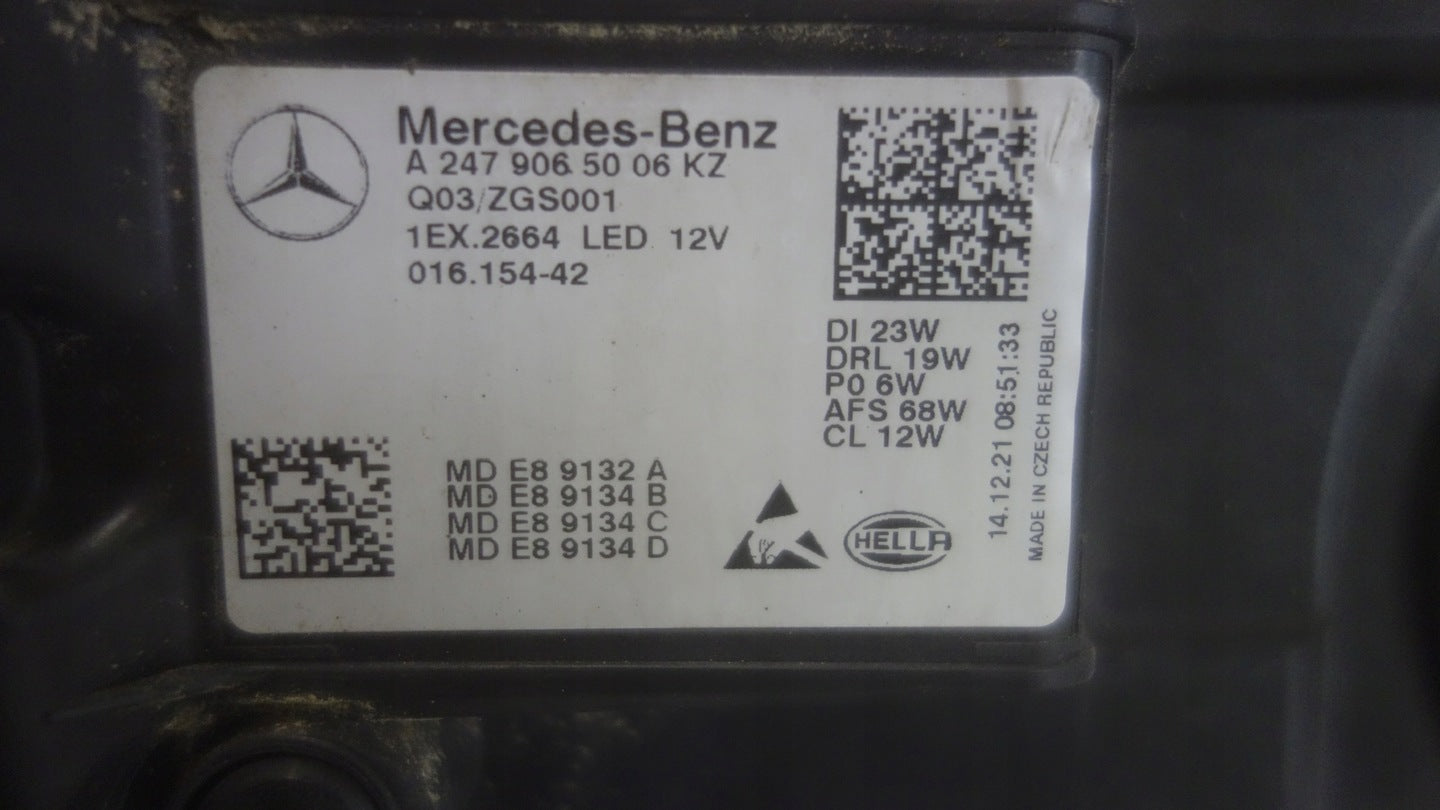 Mercedes-Benz
A 247 906 50 06 KZ
Q03/ZGS001
1EX.2664 LED 12V
016.154-42
DI 23W
DRL 19W
P0 6W
AFS 68W
CL 12W
14.12.21 08:51:33
MADE IN CZECH REPUBLIC
MD E8 9132 A
MD E8 9134 B
MD E8 9134 C
MD E8 9134 D
HELLA